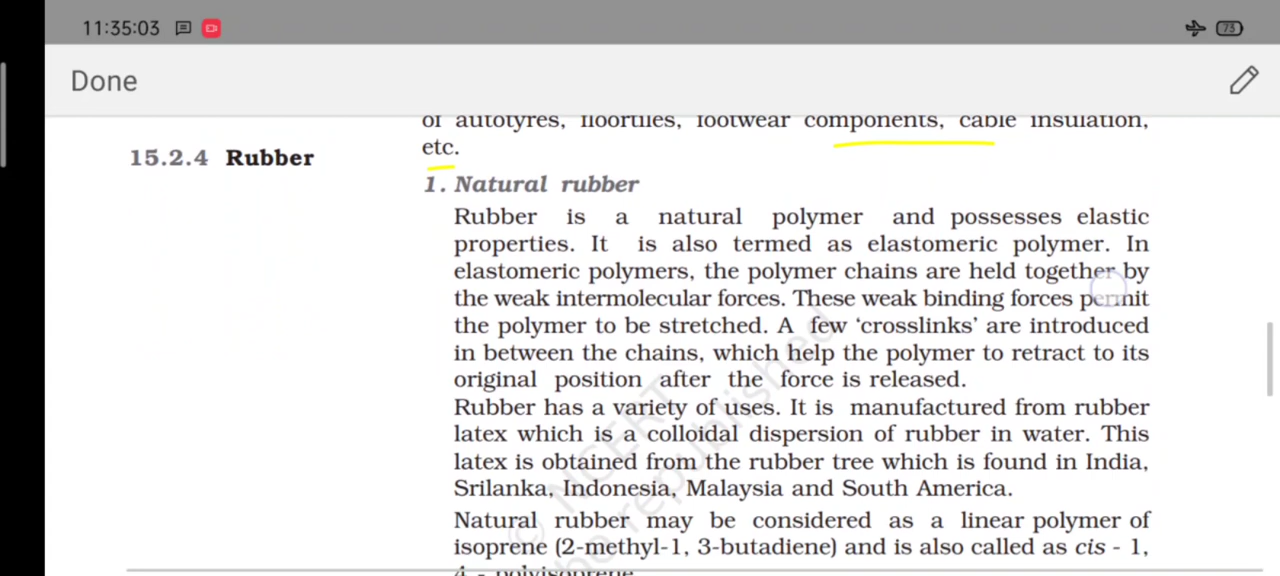 11:35:03
73
Done
of autotyres, floortiles, footwear components, cable insulation,
etc.
15.2.4 Rubber
1. Natural rubber
Rubber is a natural polymer and possesses elastic
properties. It is also termed as elastomeric polymer. In
elastomeric polymers, the polymer chains are held together by
the weak intermolecular forces. These weak binding forces permit
the polymer to be stretched. A few ‘crosslinks’ are introduced
in between the chains, which help the polymer to retract to its
original position after the force is released.
Rubber has a variety of uses. It is manufactured from rubber
latex which is a colloidal dispersion of rubber in water. This
latex is obtained from the rubber tree which is found in India,
Srilanka, Indonesia, Malaysia and South America.
Natural rubber may be considered as a linear polymer of
isoprene (2-methyl-1, 3-butadiene) and is also called as cis - 1,
4 - polyisoprene
© NCERT
no republished